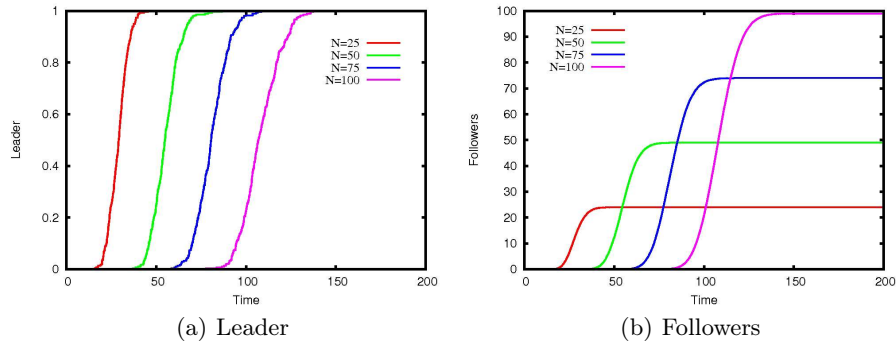 1
0.8
0.6
0.4
0.2
0
Leader
N=25
N=50
N=75
N=100
0 50 100 150 200
Time
(a) Leader
100
90
80
70
60
50
40
30
20
10
0
Followers
N=25
N=50
N=75
N=100
0 50 100 150 200
Time
(b) Followers